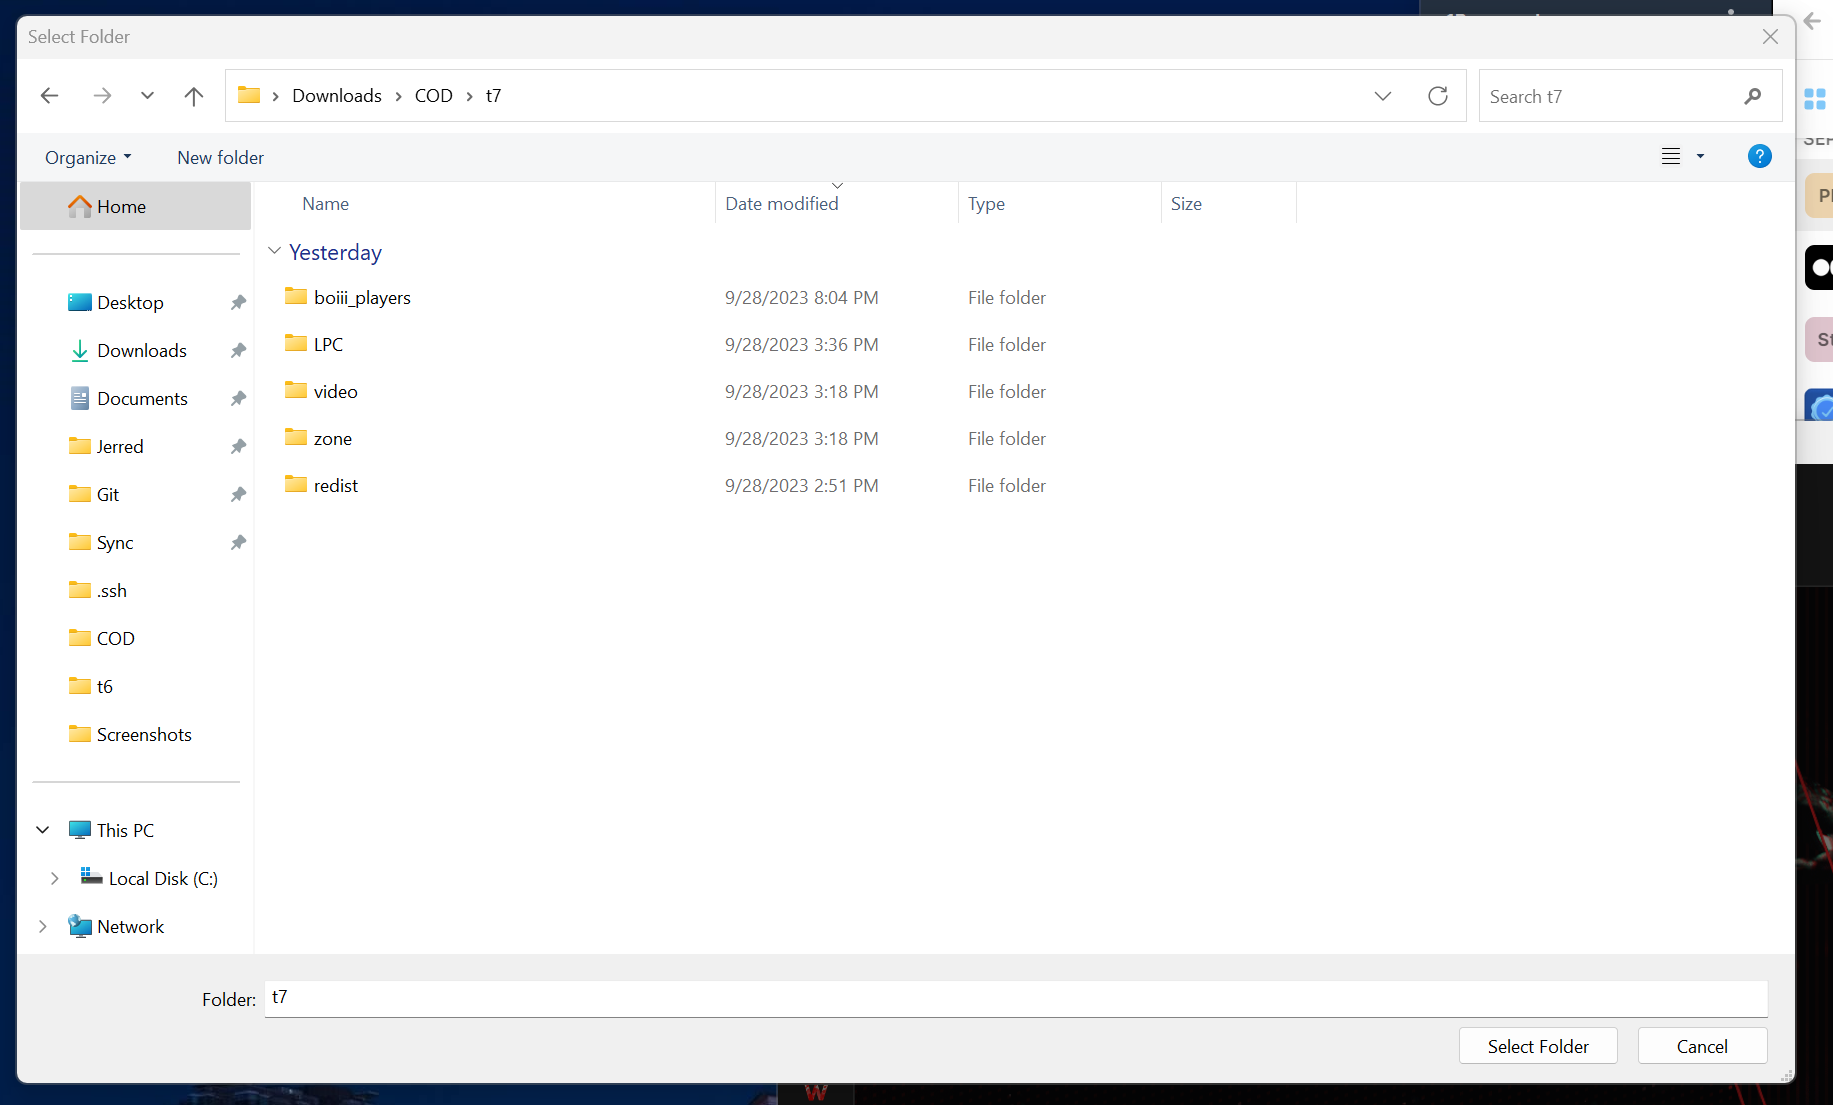 Select Folder
Downloads › COD › t7
Search t7
Organize
New folder
?
Home
Desktop
Downloads
Documents
Jerred
Git
Sync
.ssh
COD
t6
Screenshots
This PC
Local Disk (C:)
Network
Name Date modified Type Size
Yesterday
boiii_players 9/28/2023 8:04 PM File folder
LPC 9/28/2023 3:36 PM File folder
video 9/28/2023 3:18 PM File folder
zone 9/28/2023 3:18 PM File folder
redist 9/28/2023 2:51 PM File folder
Folder: t7
Select Folder
Cancel